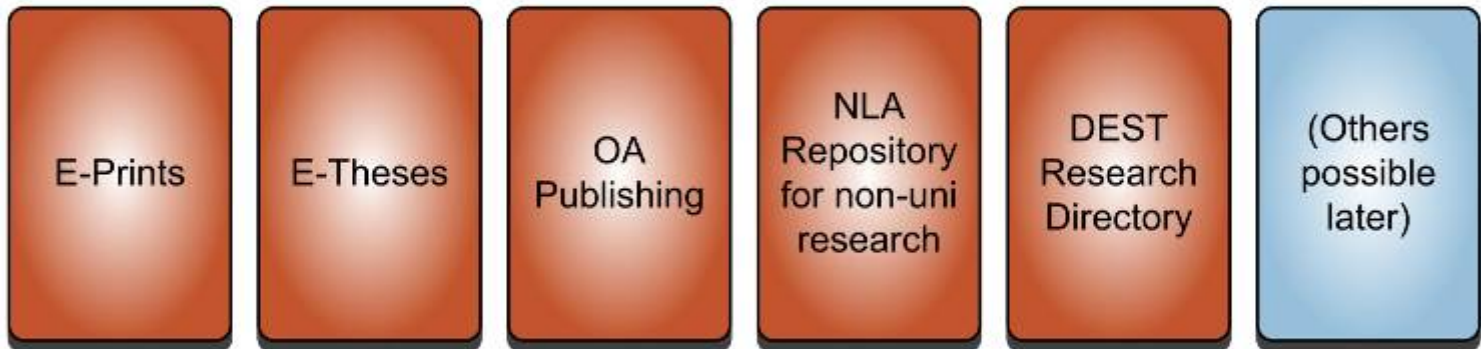 E-Prints
E-Theses
OA
Publishing
NLA
Repository
for non-uni
research
DEST
Research
Directory
(Others
possible
later)